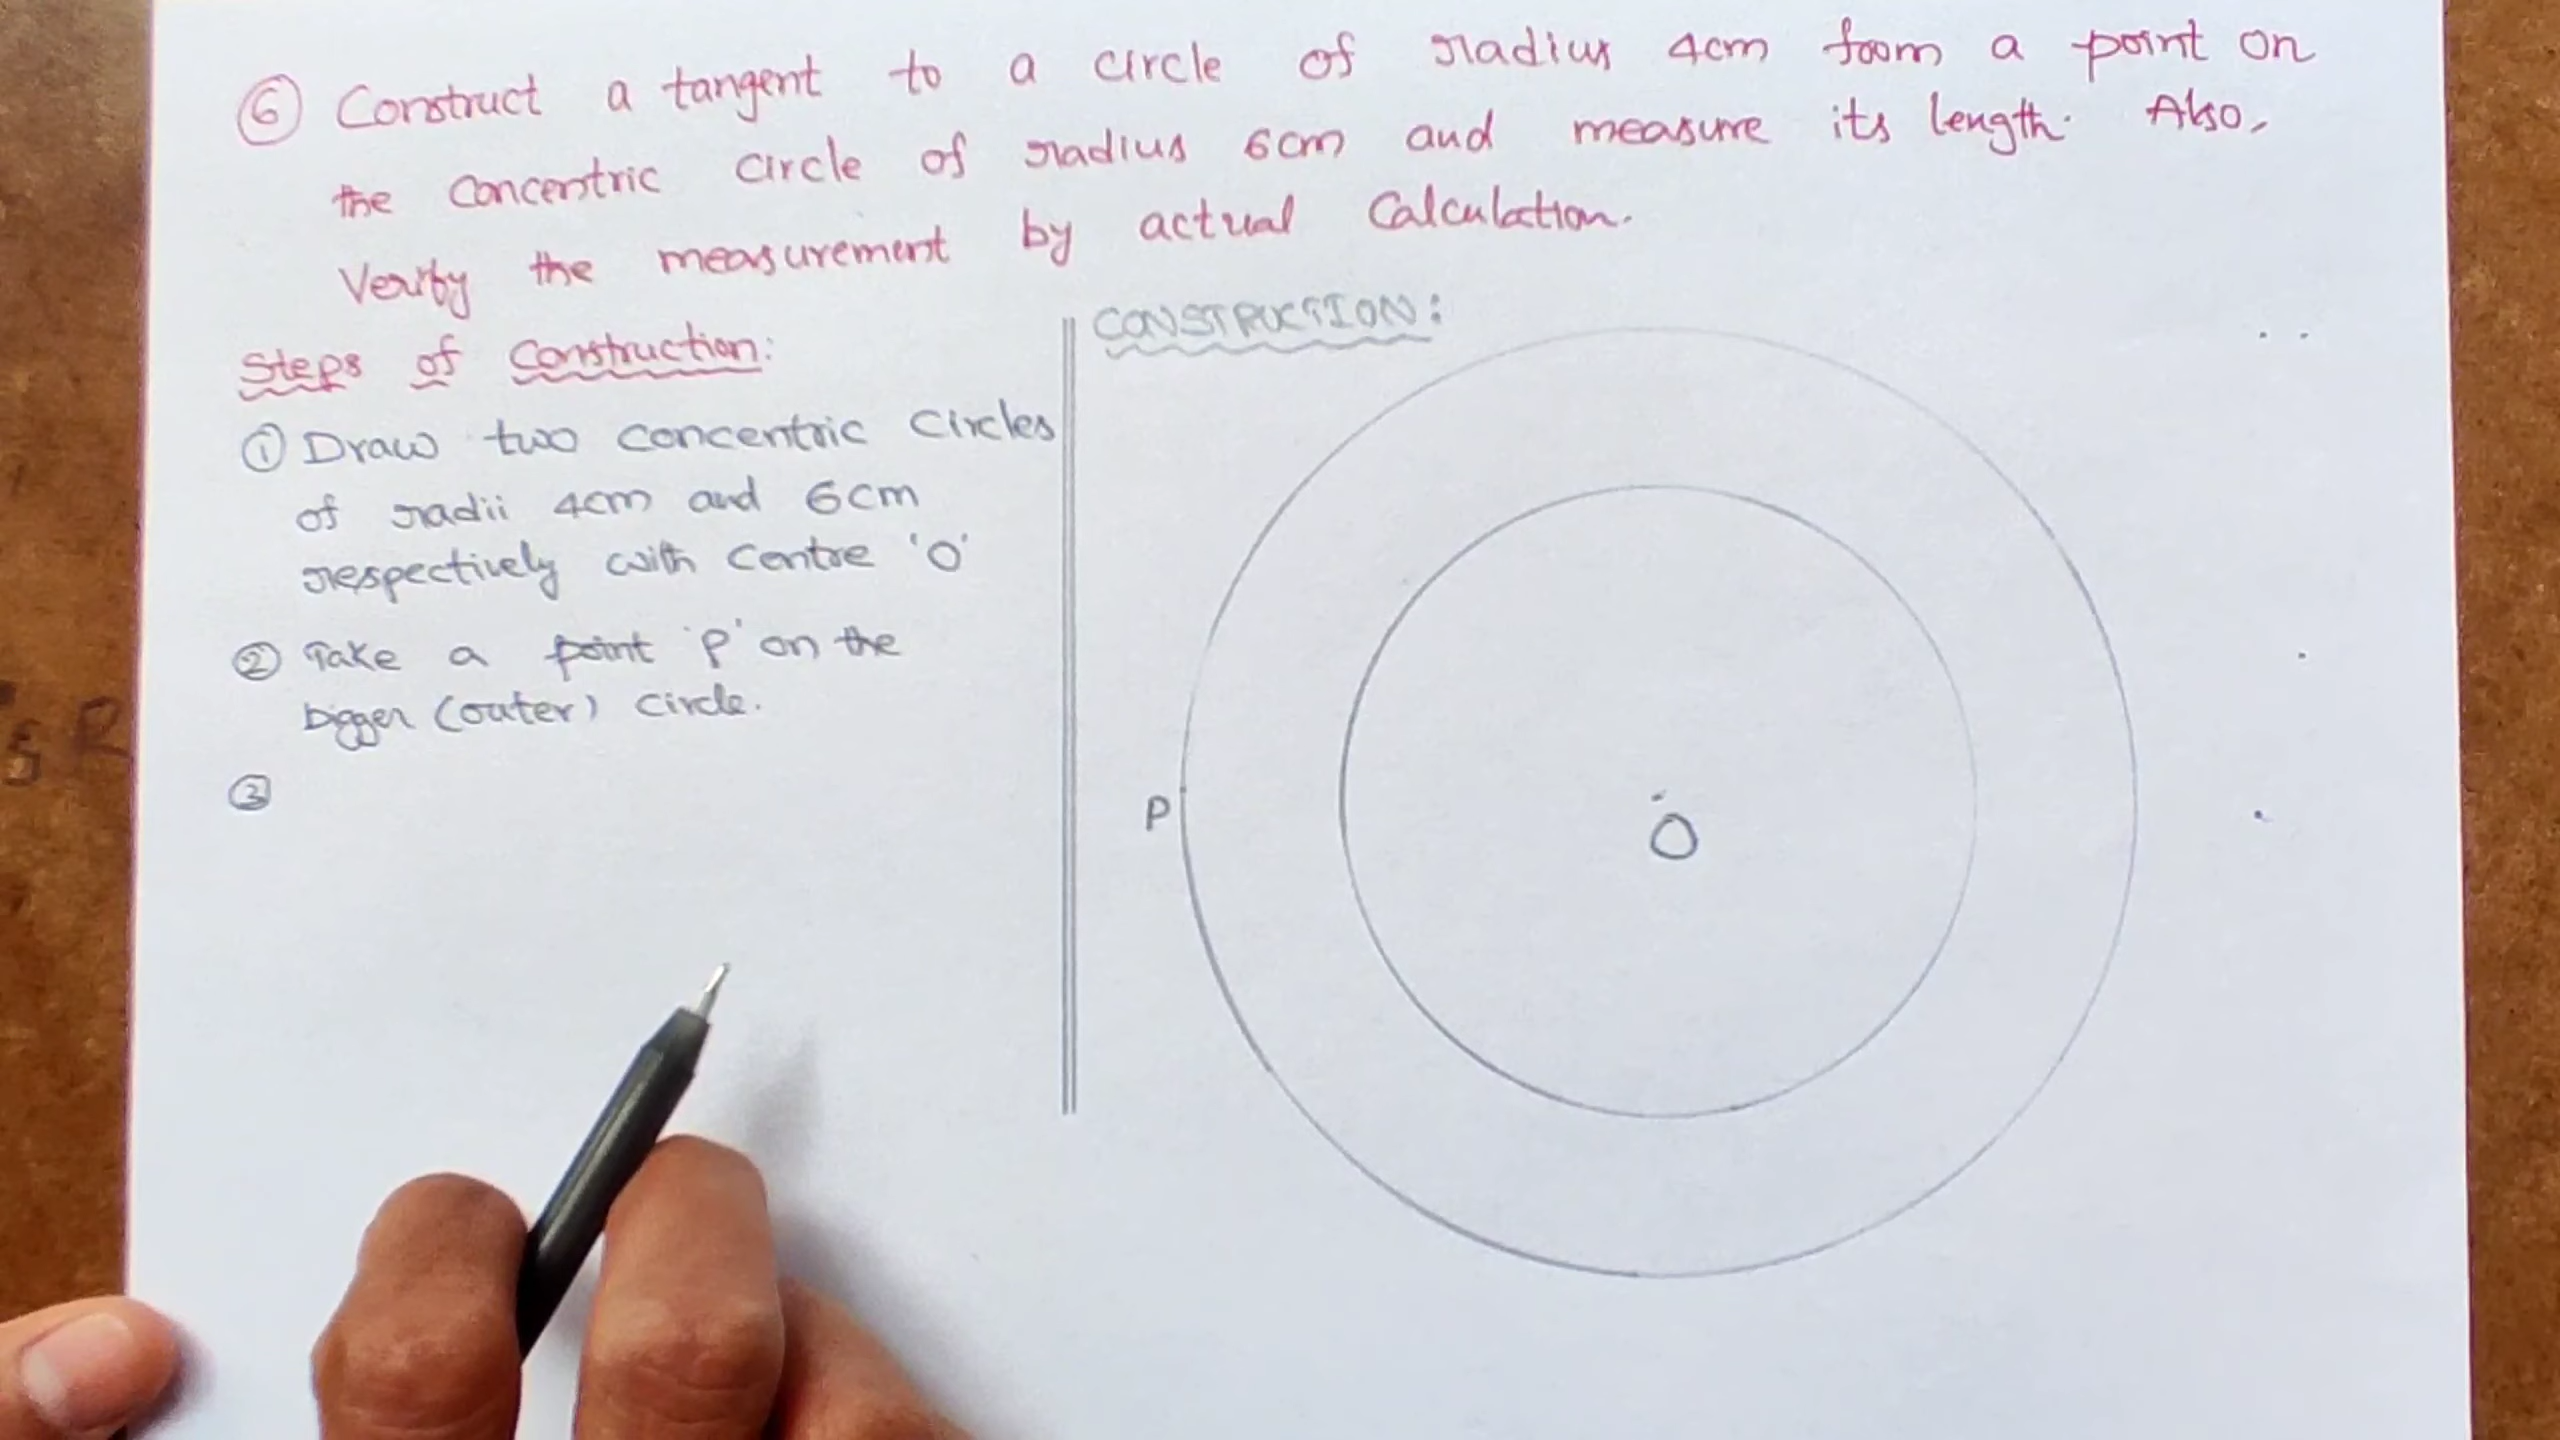 ⑥ Construct a tangent to a circle of radius 4cm from a point on
the concentric circle of radius 6cm and measure its length. Also,
Verify the measurement by actual Calculation.
Steps of Construction:
① Draw two concentric Circles
of radii 4cm and 6cm
respectively with centre 'O'
② Take a point 'P' on the
bigger (outer) circle.
③
CONSTRUCTION:
P
O